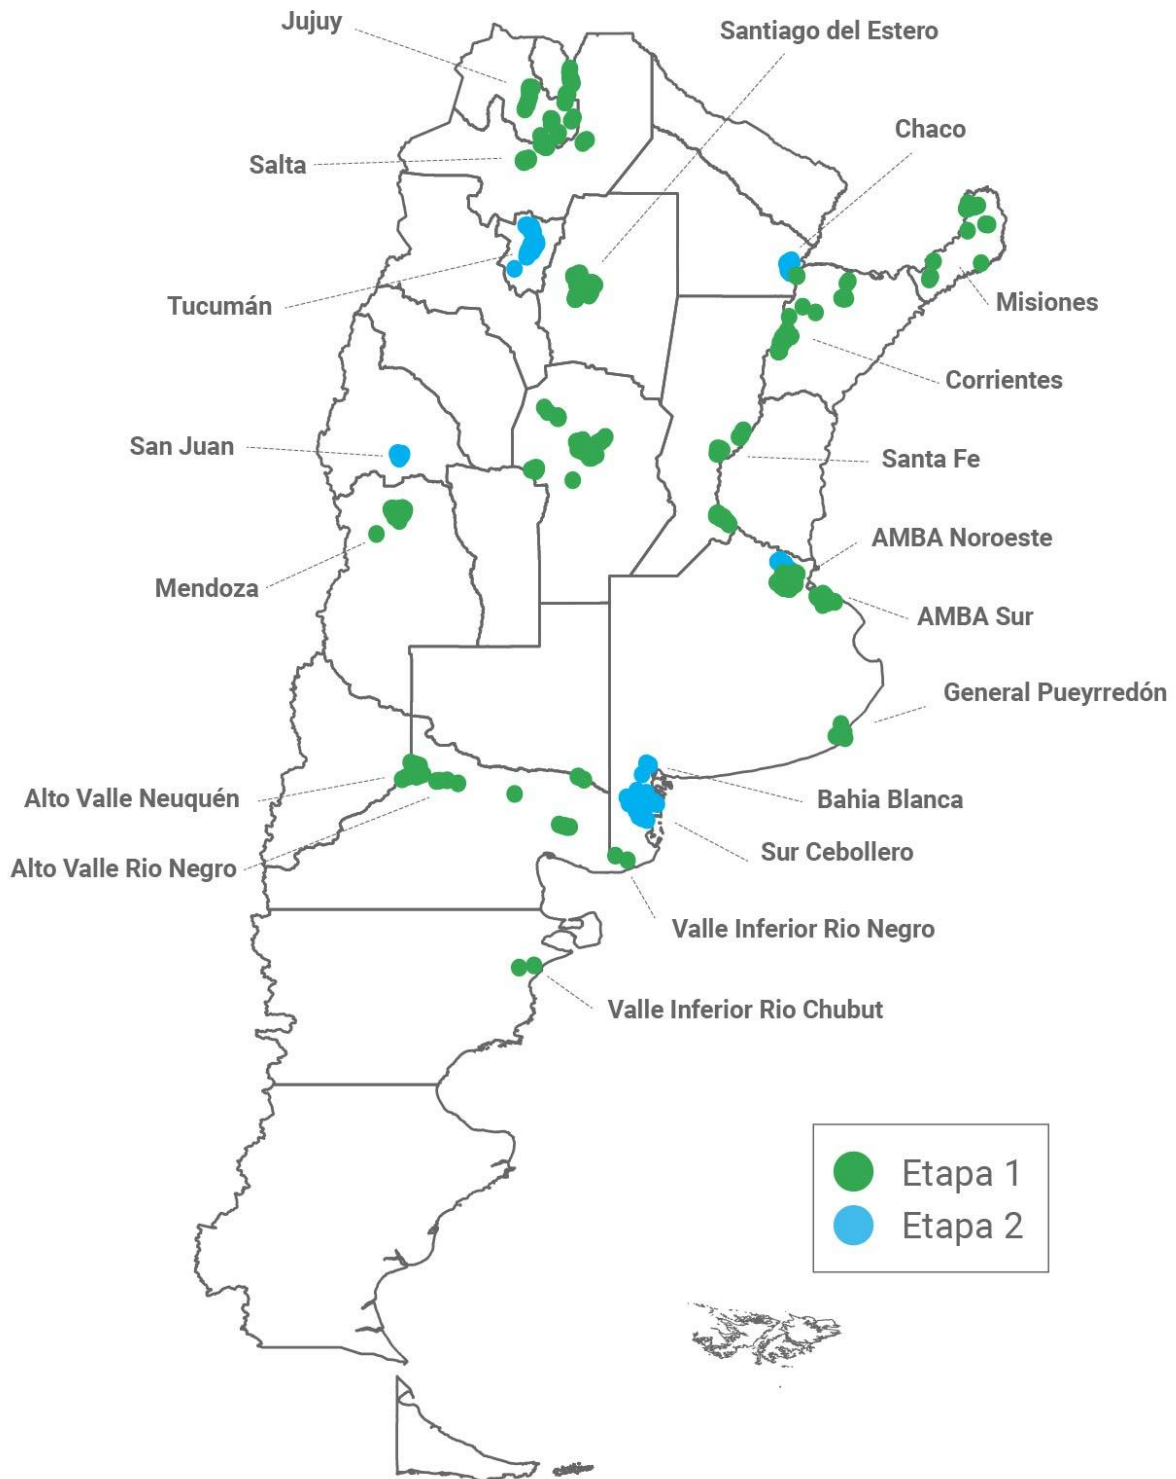 Jujuy
Santiago del Estero
Chaco
Salta
Misiones
Tucumán
Corrientes
San Juan
Santa Fe
AMBA Noroeste
Mendoza
AMBA Sur
General Pueyrredón
Alto Valle Neuquén
Bahia Blanca
Sur Cebollero
Alto Valle Rio Negro
Valle Inferior Rio Negro
Valle Inferior Rio Chubut
Etapa 1
Etapa 2